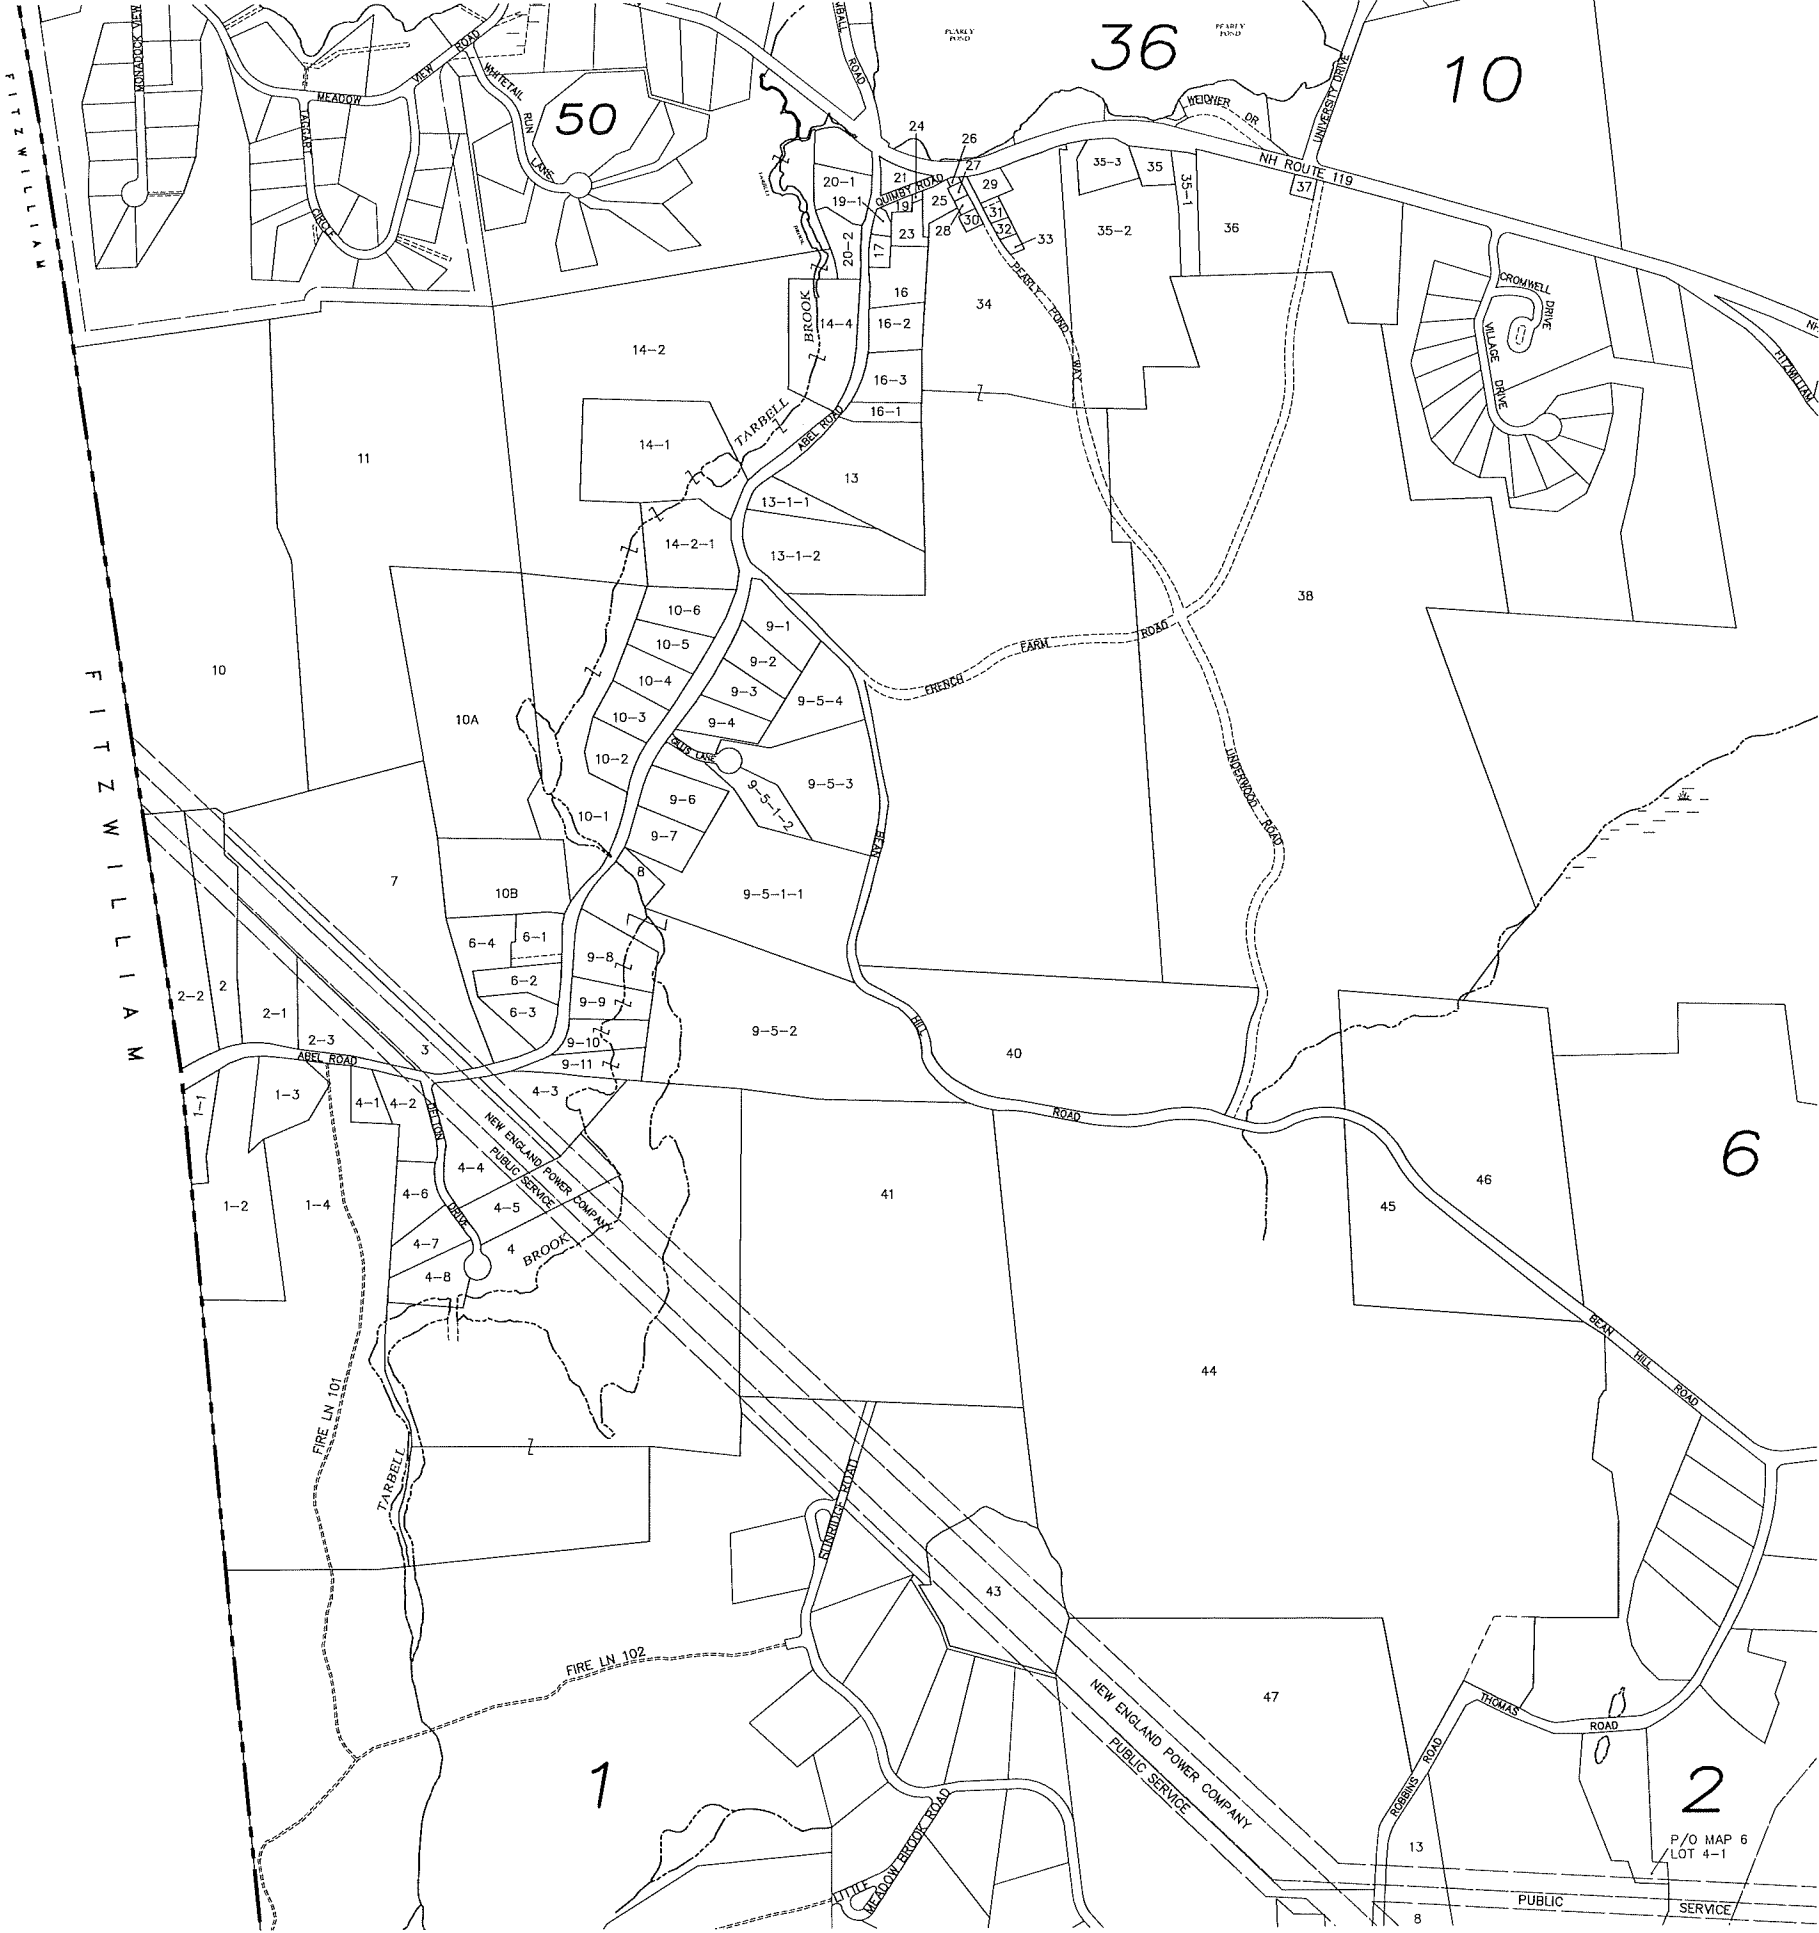 PEARLY
POND
36
PEARLY
POND
10
MONADOCK VIEW
MEADOW
VIEW
ROAD
WHITETAIL
RUN
LANE
50
TAGGART
CIRCLE
ROAD
UNIVERSITY DRIVE
WEIDNER
DR
NH ROUTE 119
FITZWILLIAM
FITZWILLIAM
24
26
27
20-1
21
QUIMBY ROAD
19-1
19
25
29
35-3
35
35-1
37
31
30
32
33
28
23
17
20-2
35-2
36
PEARLY
POND
WAY
16
34
CROMWELL
DRIVE
VILLAGE
DRIVE
FITZWILLIAM
14-2
BROOK
14-4
16-2
16-3
16-1
TARBELL
ABEL ROAD
14-1
11
13
13-1-1
14-2-1
13-1-2
38
10-6
9-1
10-5
9-2
FARM
ROAD
FRENCH
10
10-4
9-3
9-5-4
10A
10-3
9-4
10-2
9-5-3
9-5-1-2
UNDERWOOD
ROAD
9-6
10-1
9-7
BEAN
8
7
10B
9-5-1-1
6-4
6-1
9-8
6-2
2-2
2
2-1
6-3
9-9
9-5-2
HILL
2-3
3
9-10
40
ABEL ROAD
9-11
4-3
1-1
1-3
4-1
4-2
ROAD
NEW ENGLAND POWER COMPANY
PUBLIC SERVICE
6
4-4
1-2
1-4
4-6
4-5
DRIVE
41
45
46
4-7
4
BROOK
4-8
BEAN
HILL
ROAD
44
FIRE LN 101
TARBELL
SUNRIDGE ROAD
43
FIRE LN 102
NEW ENGLAND POWER COMPANY
PUBLIC SERVICE
47
THOMAS
ROAD
ROBBINS
ROAD
1
2
LITTLE
MEADOW BROOK ROAD
13
P/O MAP 6
LOT 4-1
PUBLIC
SERVICE
8